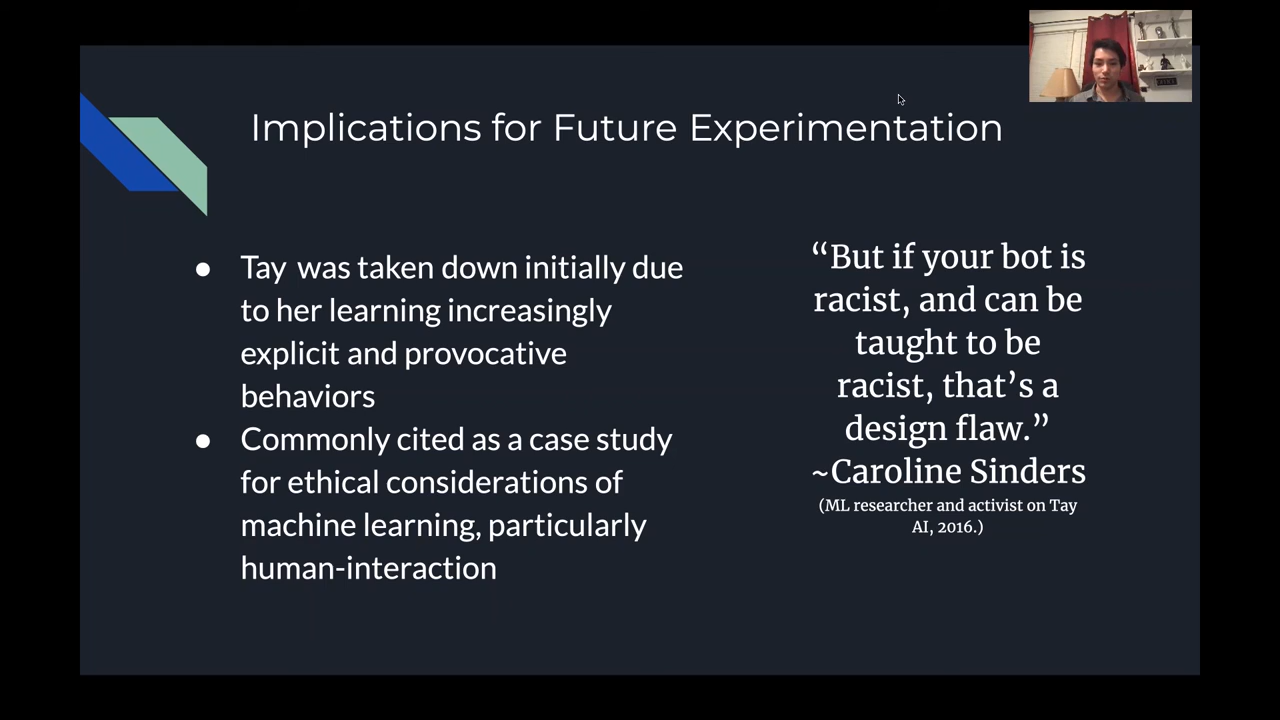 Implications for Future Experimentation
● Tay was taken down initially due
to her learning increasingly
explicit and provocative
behaviors
● Commonly cited as a case study
for ethical considerations of
machine learning, particularly
human-interaction
“But if your bot is
racist, and can be
taught to be
racist, that’s a
design flaw.”
~Caroline Sinders
(ML researcher and activist on Tay
AI, 2016.)